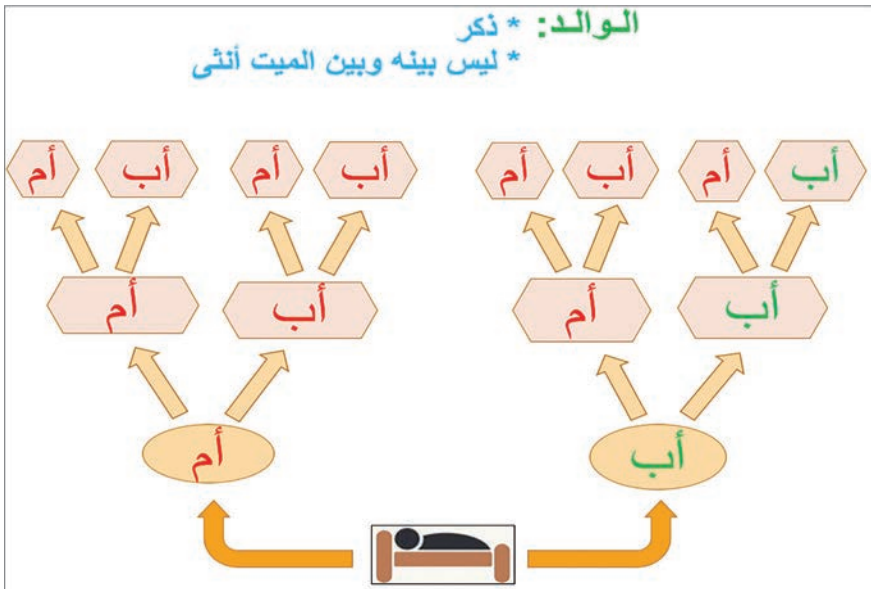 الوالد: * ذكر
* ليس بينه وبين الميت أنثى
أب أم أب أم أب أم أب أم
أب أم أب أم
أب أم